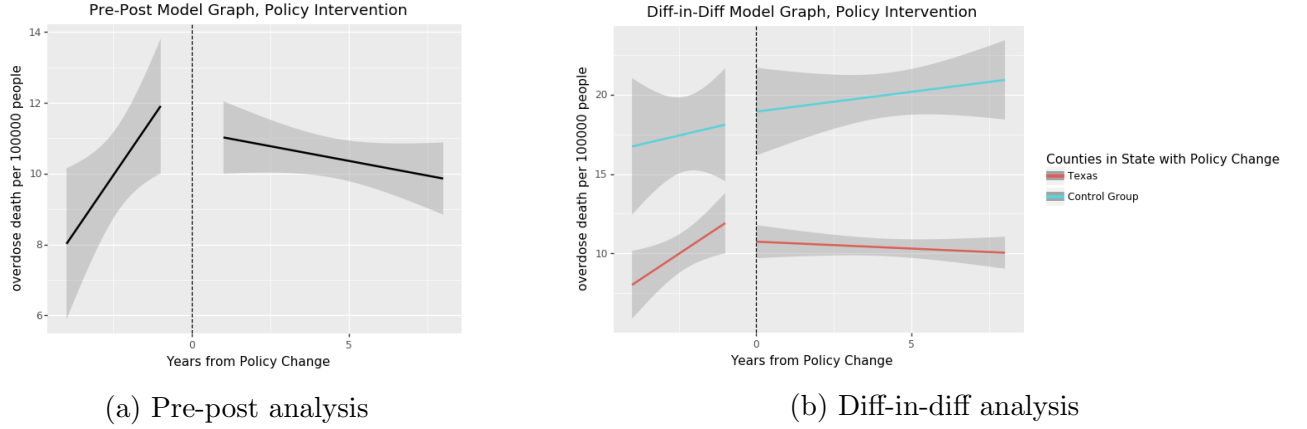 Pre-Post Model Graph, Policy Intervention
14
12
10
8
6
overdose death per 100000 people
0
5
Years from Policy Change
(a) Pre-post analysis
Diff-in-Diff Model Graph, Policy Intervention
20
15
10
overdose death per 100000 people
0
5
Years from Policy Change
Counties in State with Policy Change
Texas
Control Group
(b) Diff-in-diff analysis